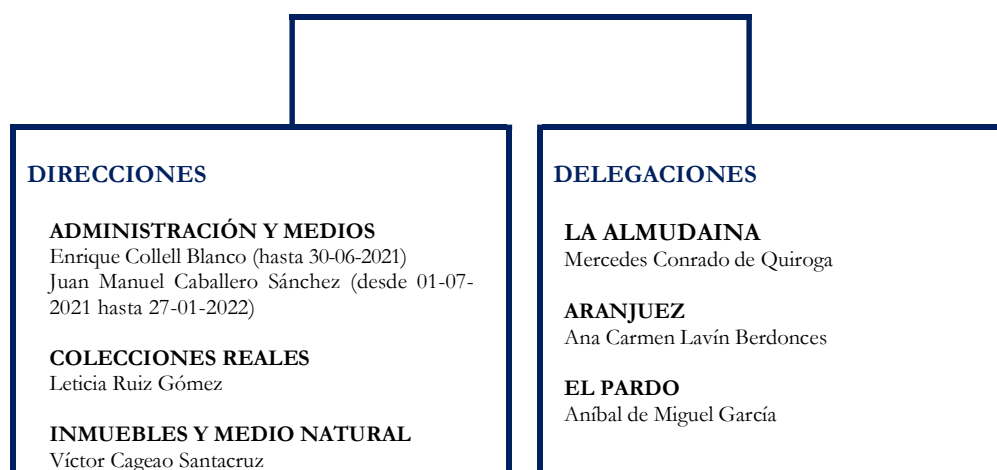 DIRECCIONES
ADMINISTRACIÓN Y MEDIOS
Enrique Collell Blanco (hasta 30-06-2021)
Juan Manuel Caballero Sánchez (desde 01-07-
2021 hasta 27-01-2022)
COLECCIONES REALES
Leticia Ruiz Gómez
INMUEBLES Y MEDIO NATURAL
Víctor Cageao Santacruz
DELEGACIONES
LA ALMUDAINA
Mercedes Conrado de Quiroga
ARANJUEZ
Ana Carmen Lavín Berdonces
EL PARDO
Aníbal de Miguel García